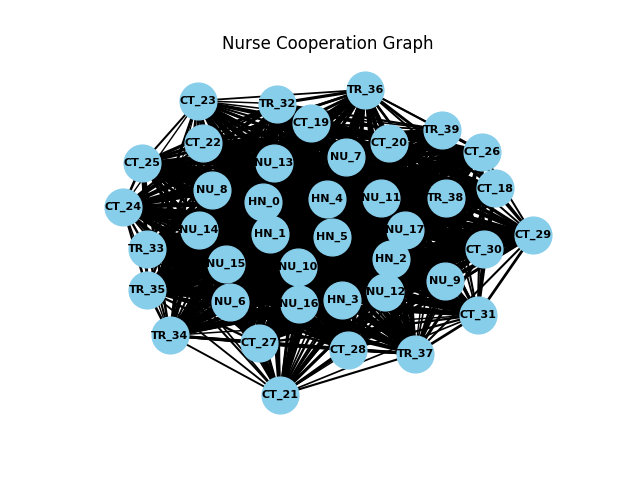 Nurse Cooperation Graph
TR_36
CT_23
TR_32
CT_19
TR_39
CT_22
CT_20
CT_26
CT_25
NU_13
NU_7
NU_8
CT_18
HN_0
HN_4
NU_11
TR_38
CT_24
NU_14
HN_1
HN_5
NU_17
CT_29
TR_33
CT_30
NU_15
NU_10
HN_2
NU_9
TR_35
NU_6
NU_16
HN_3
NU_12
CT_31
TR_34
CT_27
CT_28
TR_37
CT_21